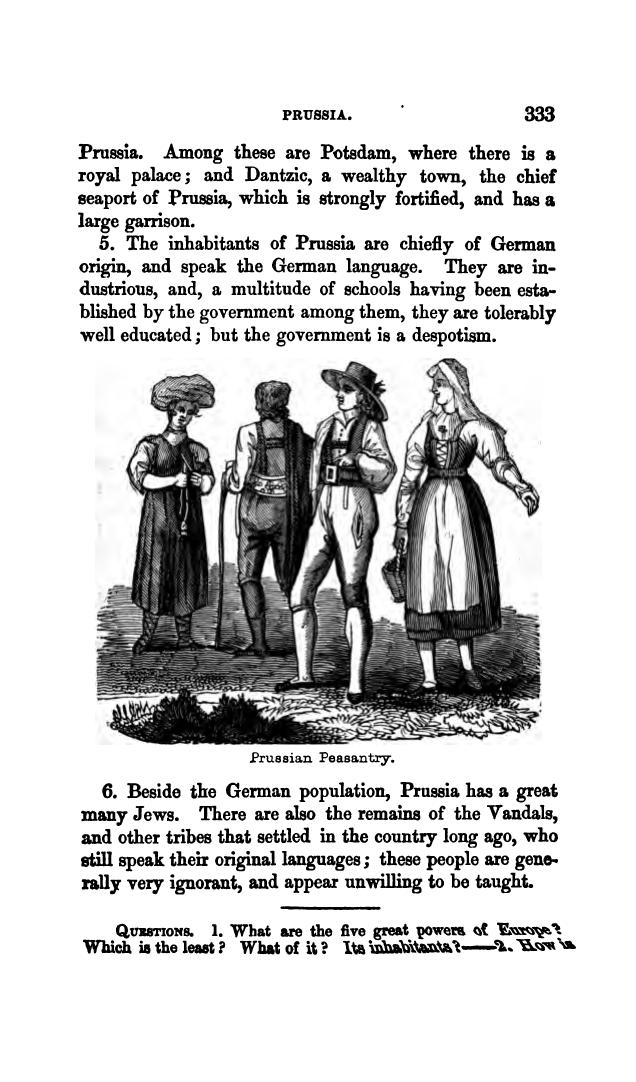 PRUSSIA. 333
Prussia. Among these are Potsdam, where there is a
royal palace; and Dantzic, a wealthy town, the chief
seaport of Prussia, which is strongly fortified, and has a
large garrison.
5. The inhabitants of Prussia are chiefly of German
origin, and speak the German language. They are in-
dustrious, and, a multitude of schools having been esta-
blished by the government among them, they are tolerably
well educated; but the government is a despotism.
Prussian Peasantry.
6. Beside the German population, Prussia has a great
many Jews. There are also the remains of the Vandals,
and other tribes that settled in the country long ago, who
still speak their original languages; these people are gene-
rally very ignorant, and appear unwilling to be taught.
QUESTIONS. 1. What are the five great powers of Europe?
Which is the least? What of it? Its inhabitants?—2. How is